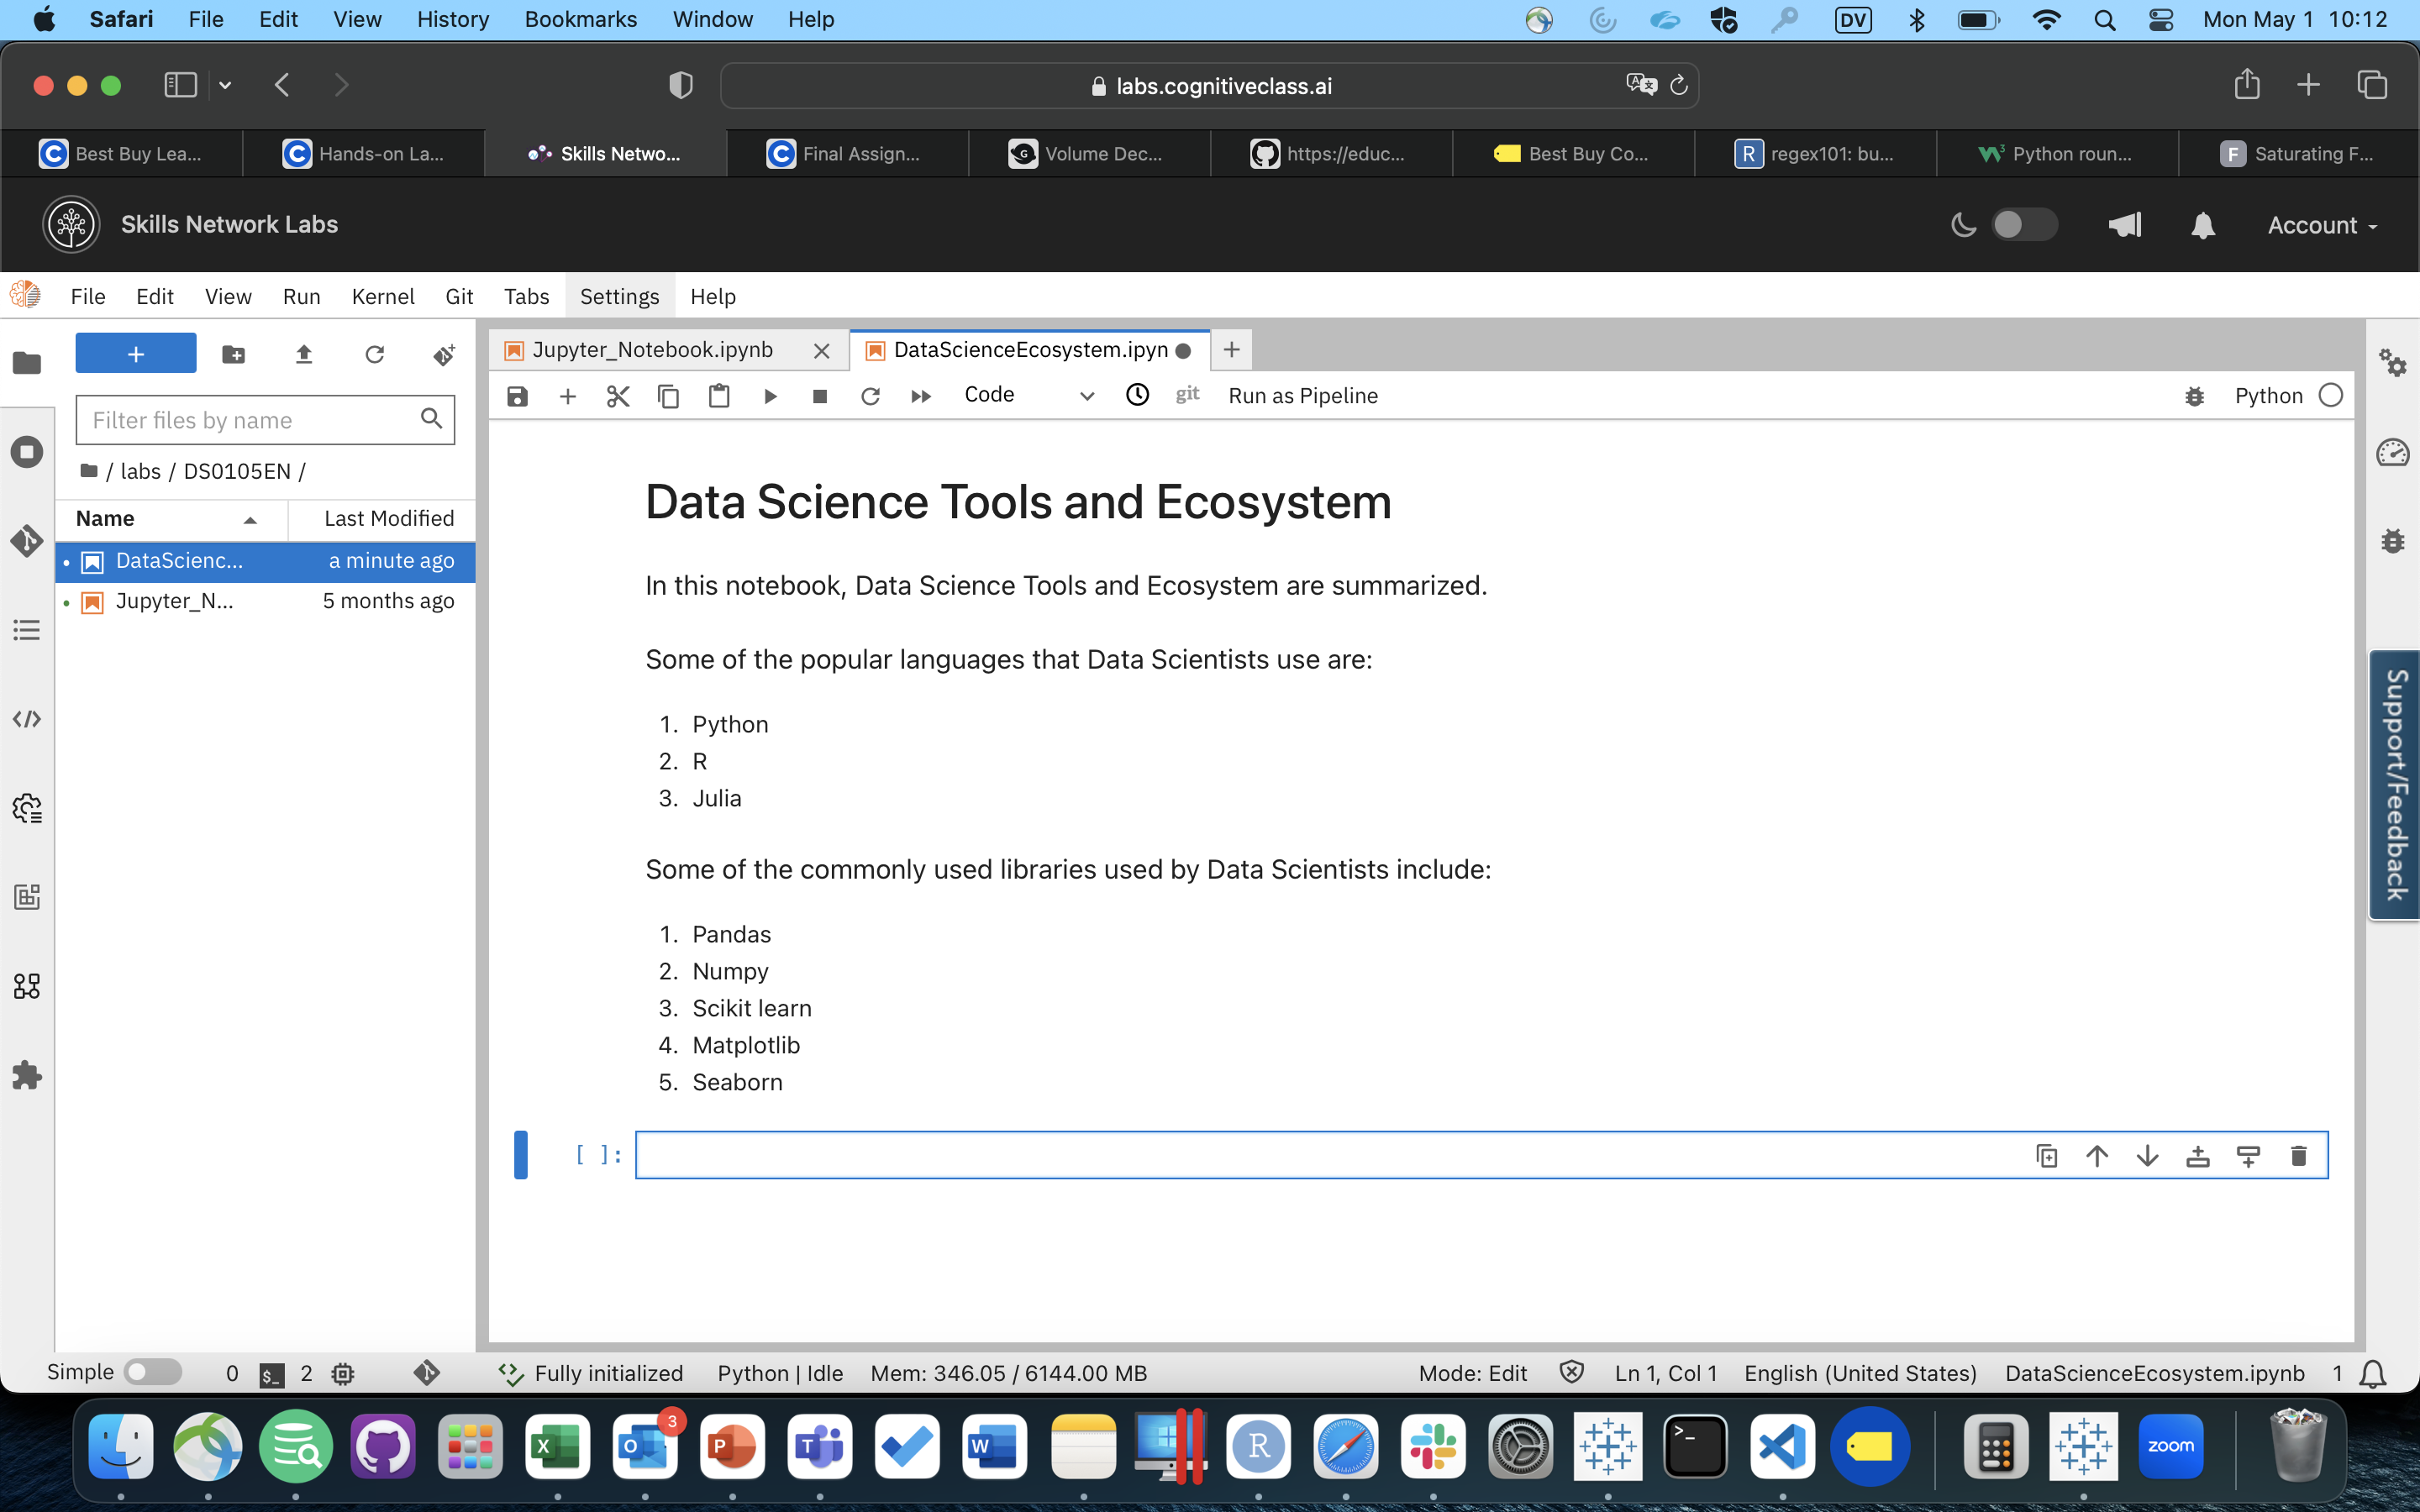 Safari File Edit View History Bookmarks Window Help DV Mon May 1 10:12
labs.cognitiveclass.ai
Best Buy Lea... Hands-on La... Skills Netwo... Final Assign... Volume Dec... https://educ... Best Buy Co... regex101: bu... Python roun... Saturating F...
Skills Network Labs Account
File Edit View Run Kernel Git Tabs Settings Help
Jupyter_Notebook.ipynb DataScienceEcosystem.ipyn
Code git Run as Pipeline Python
Filter files by name
/ labs / DS0105EN /
Name Last Modified
DataScienc... a minute ago
Jupyter_N... 5 months ago
Data Science Tools and Ecosystem
In this notebook, Data Science Tools and Ecosystem are summarized.
Some of the popular languages that Data Scientists use are:
1. Python
2. R
3. Julia
Some of the commonly used libraries used by Data Scientists include:
1. Pandas
2. Numpy
3. Scikit learn
4. Matplotlib
5. Seaborn
[ ]:
Support/Feedback
Simple 0 $_ 2 Fully initialized Python | Idle Mem: 346.05 / 6144.00 MB Mode: Edit Ln 1, Col 1 English (United States) DataScienceEcosystem.ipynb 1
3
zoom